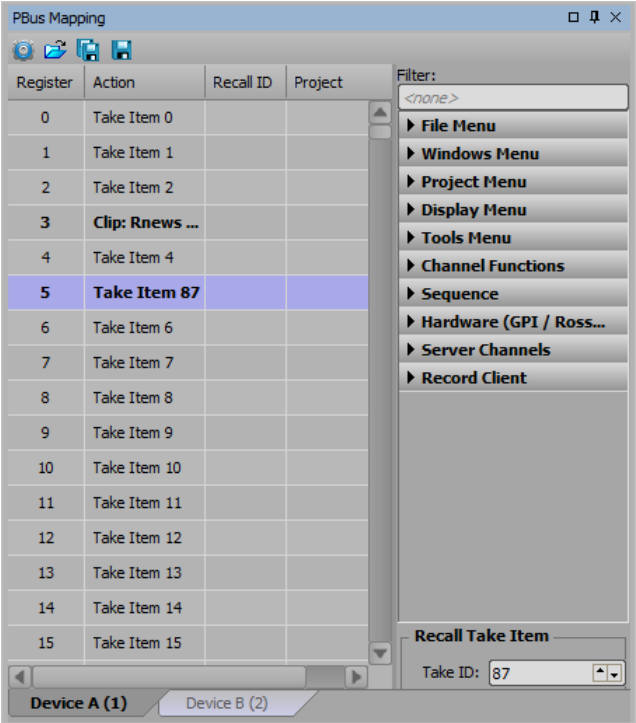 PBus Mapping
Register Action Recall ID Project
0 Take Item 0
1 Take Item 1
2 Take Item 2
3 Clip: Rnews ...
4 Take Item 4
5 Take Item 87
6 Take Item 6
7 Take Item 7
8 Take Item 8
9 Take Item 9
10 Take Item 10
11 Take Item 11
12 Take Item 12
13 Take Item 13
14 Take Item 14
15 Take Item 15
Filter:
<none>
File Menu
Windows Menu
Project Menu
Display Menu
Tools Menu
Channel Functions
Sequence
Hardware (GPI / Ross...
Server Channels
Record Client
Recall Take Item
Take ID: 87
Device A (1) Device B (2)